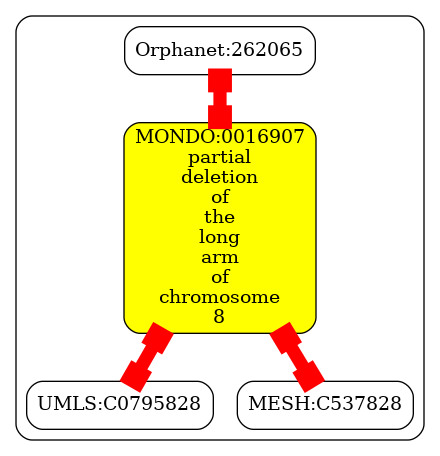 Orphanet:262065
MONDO:0016907
partial
deletion
of
the
long
arm
of
chromosome
8
UMLS:C0795828
MESH:C537828